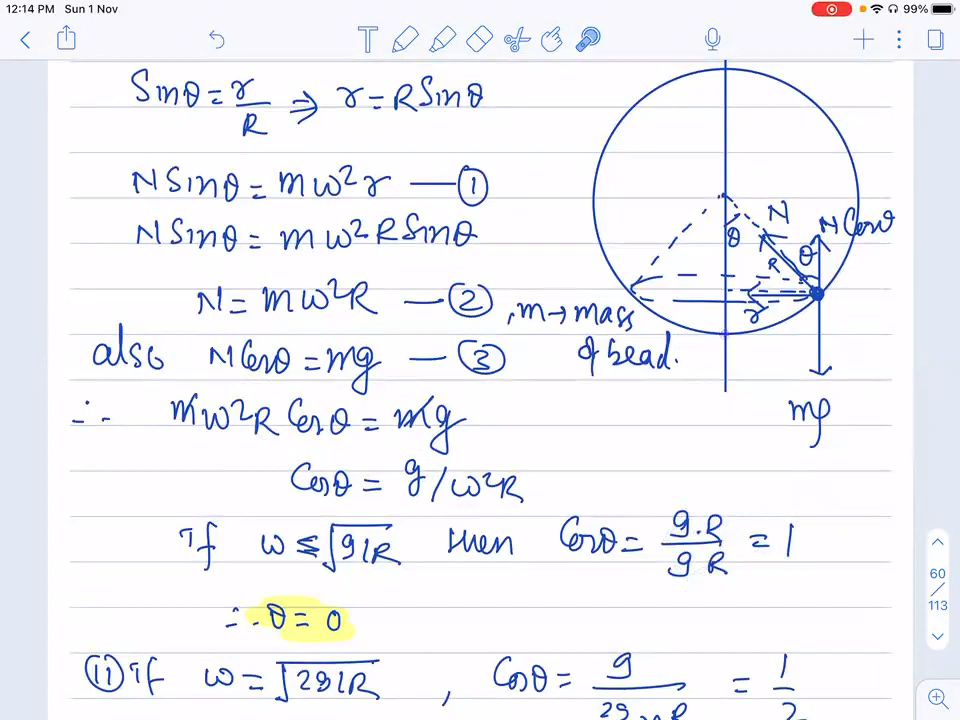 12:14 PM Sun 1 Nov
99%
T
Sinθ = r/R ⇒ r = R Sinθ
N Sinθ = mω²r —①
N Sinθ = mω²R Sinθ
N = mω²R —② , m → mass of bead.
also N Cosθ = mg —③
∴ mω²R Cosθ = mg
Cosθ = g/ω²R
If ω ≤ √g/R then Cosθ = g.R/g R = 1
∴ θ = 0
(ii) If ω = √2g/R , Cosθ = g/2g × R = 1/2
N
N Cosθ
θ
θ
R
r
mg
60
/
113